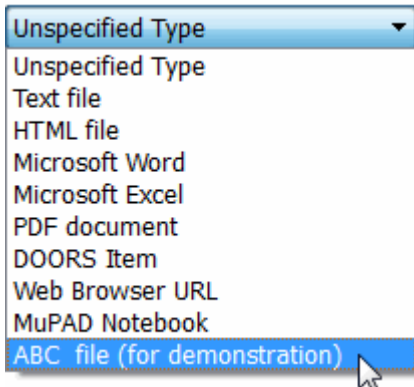 Unspecified Type
Unspecified Type
Text file
HTML file
Microsoft Word
Microsoft Excel
PDF document
DOORS Item
Web Browser URL
MuPAD Notebook
ABC  file (for demonstration)